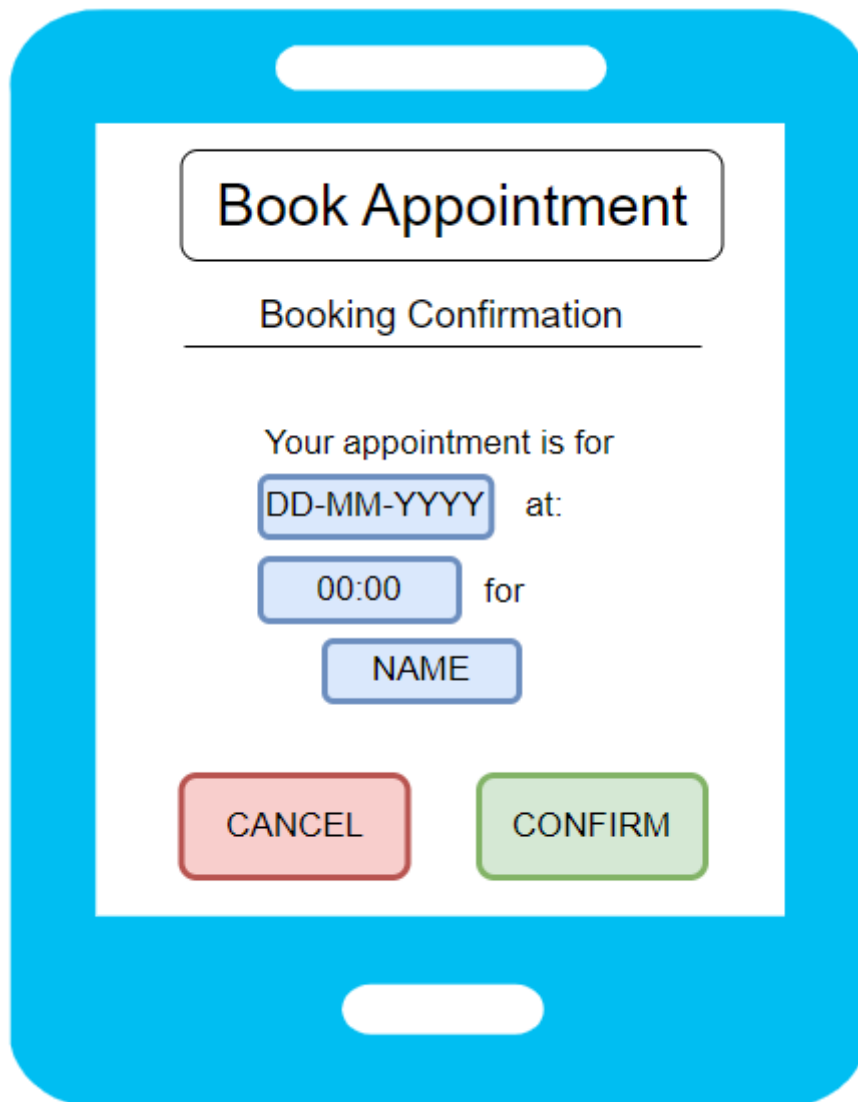 Book Appointment
Booking Confirmation
Your appointment is for
DD-MM-YYYY at:
00:00 for
NAME
CANCEL CONFIRM